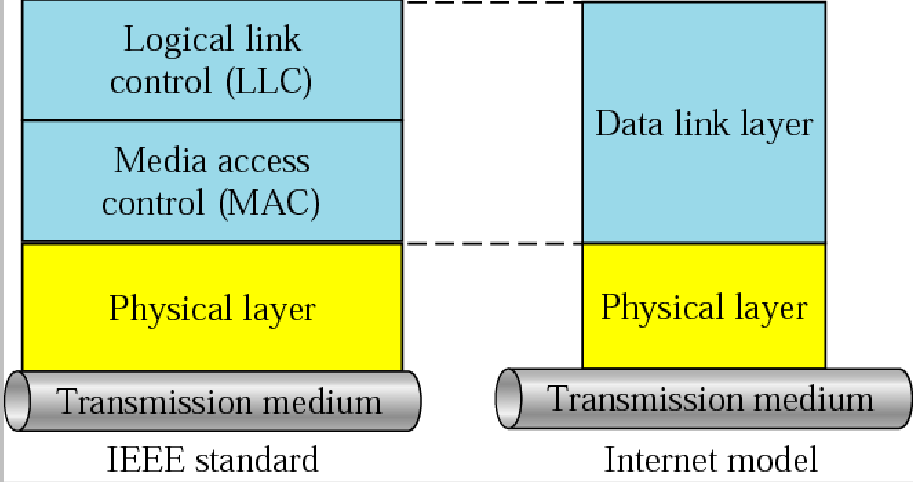 Logical link
control (LLC)
Media access
control (MAC)
Physical layer
Transmission medium
IEEE standard
Data link layer
Physical layer
Transmission medium
Internet model